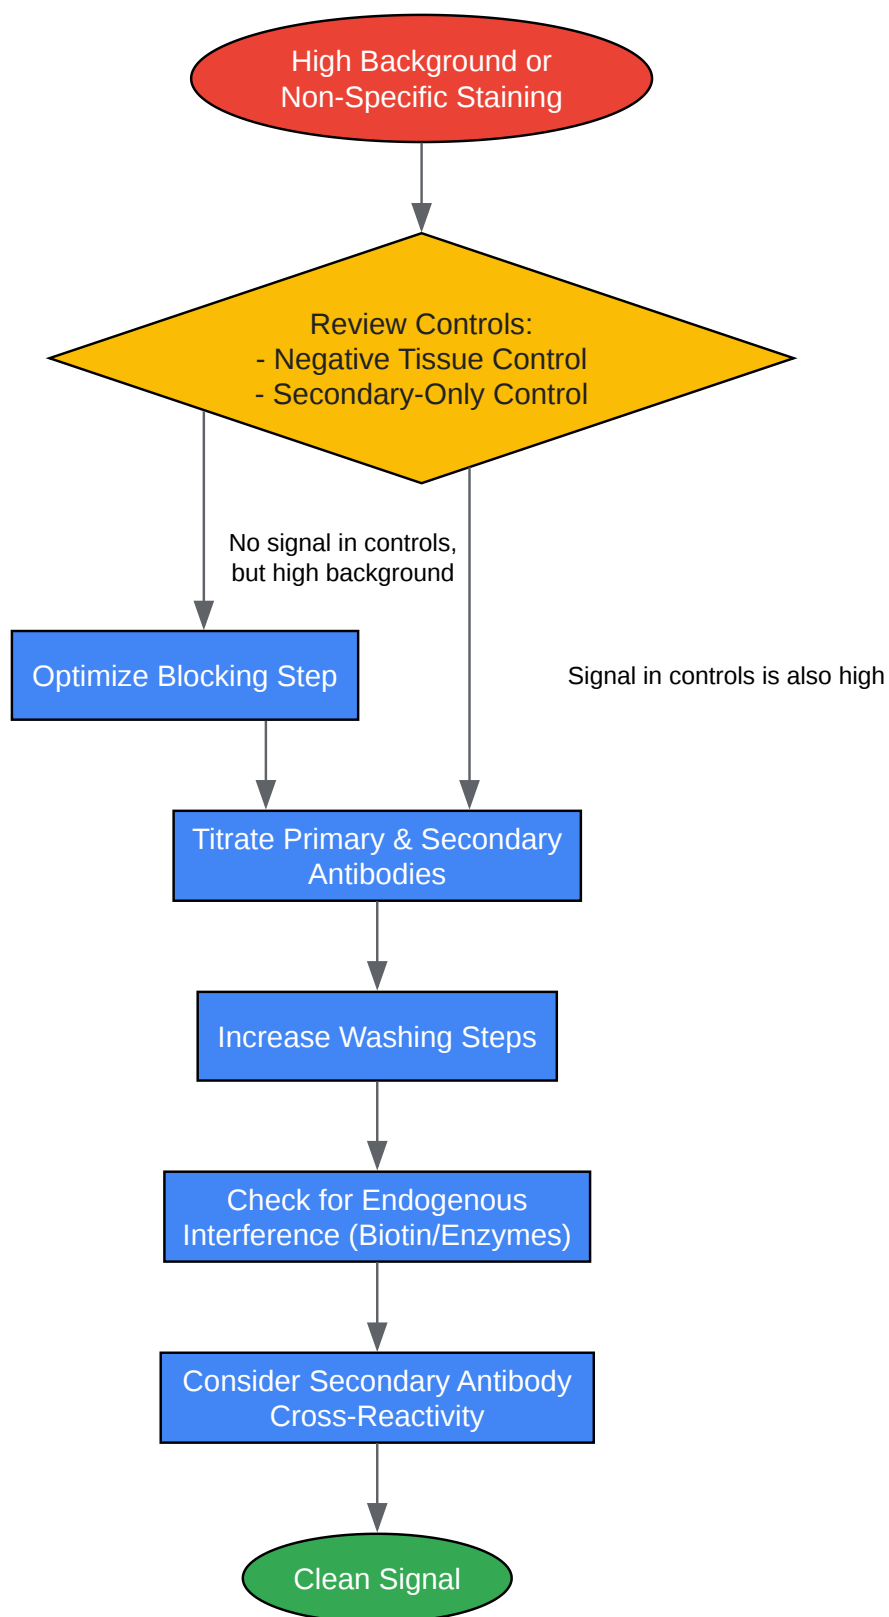 High Background or
Non-Specific Staining
Review Controls:
- Negative Tissue Control
- Secondary-Only Control
No signal in controls,
but high background
Optimize Blocking Step
Signal in controls is also high
Titrate Primary & Secondary
Antibodies
Increase Washing Steps
Check for Endogenous
Interference (Biotin/Enzymes)
Consider Secondary Antibody
Cross-Reactivity
Clean Signal